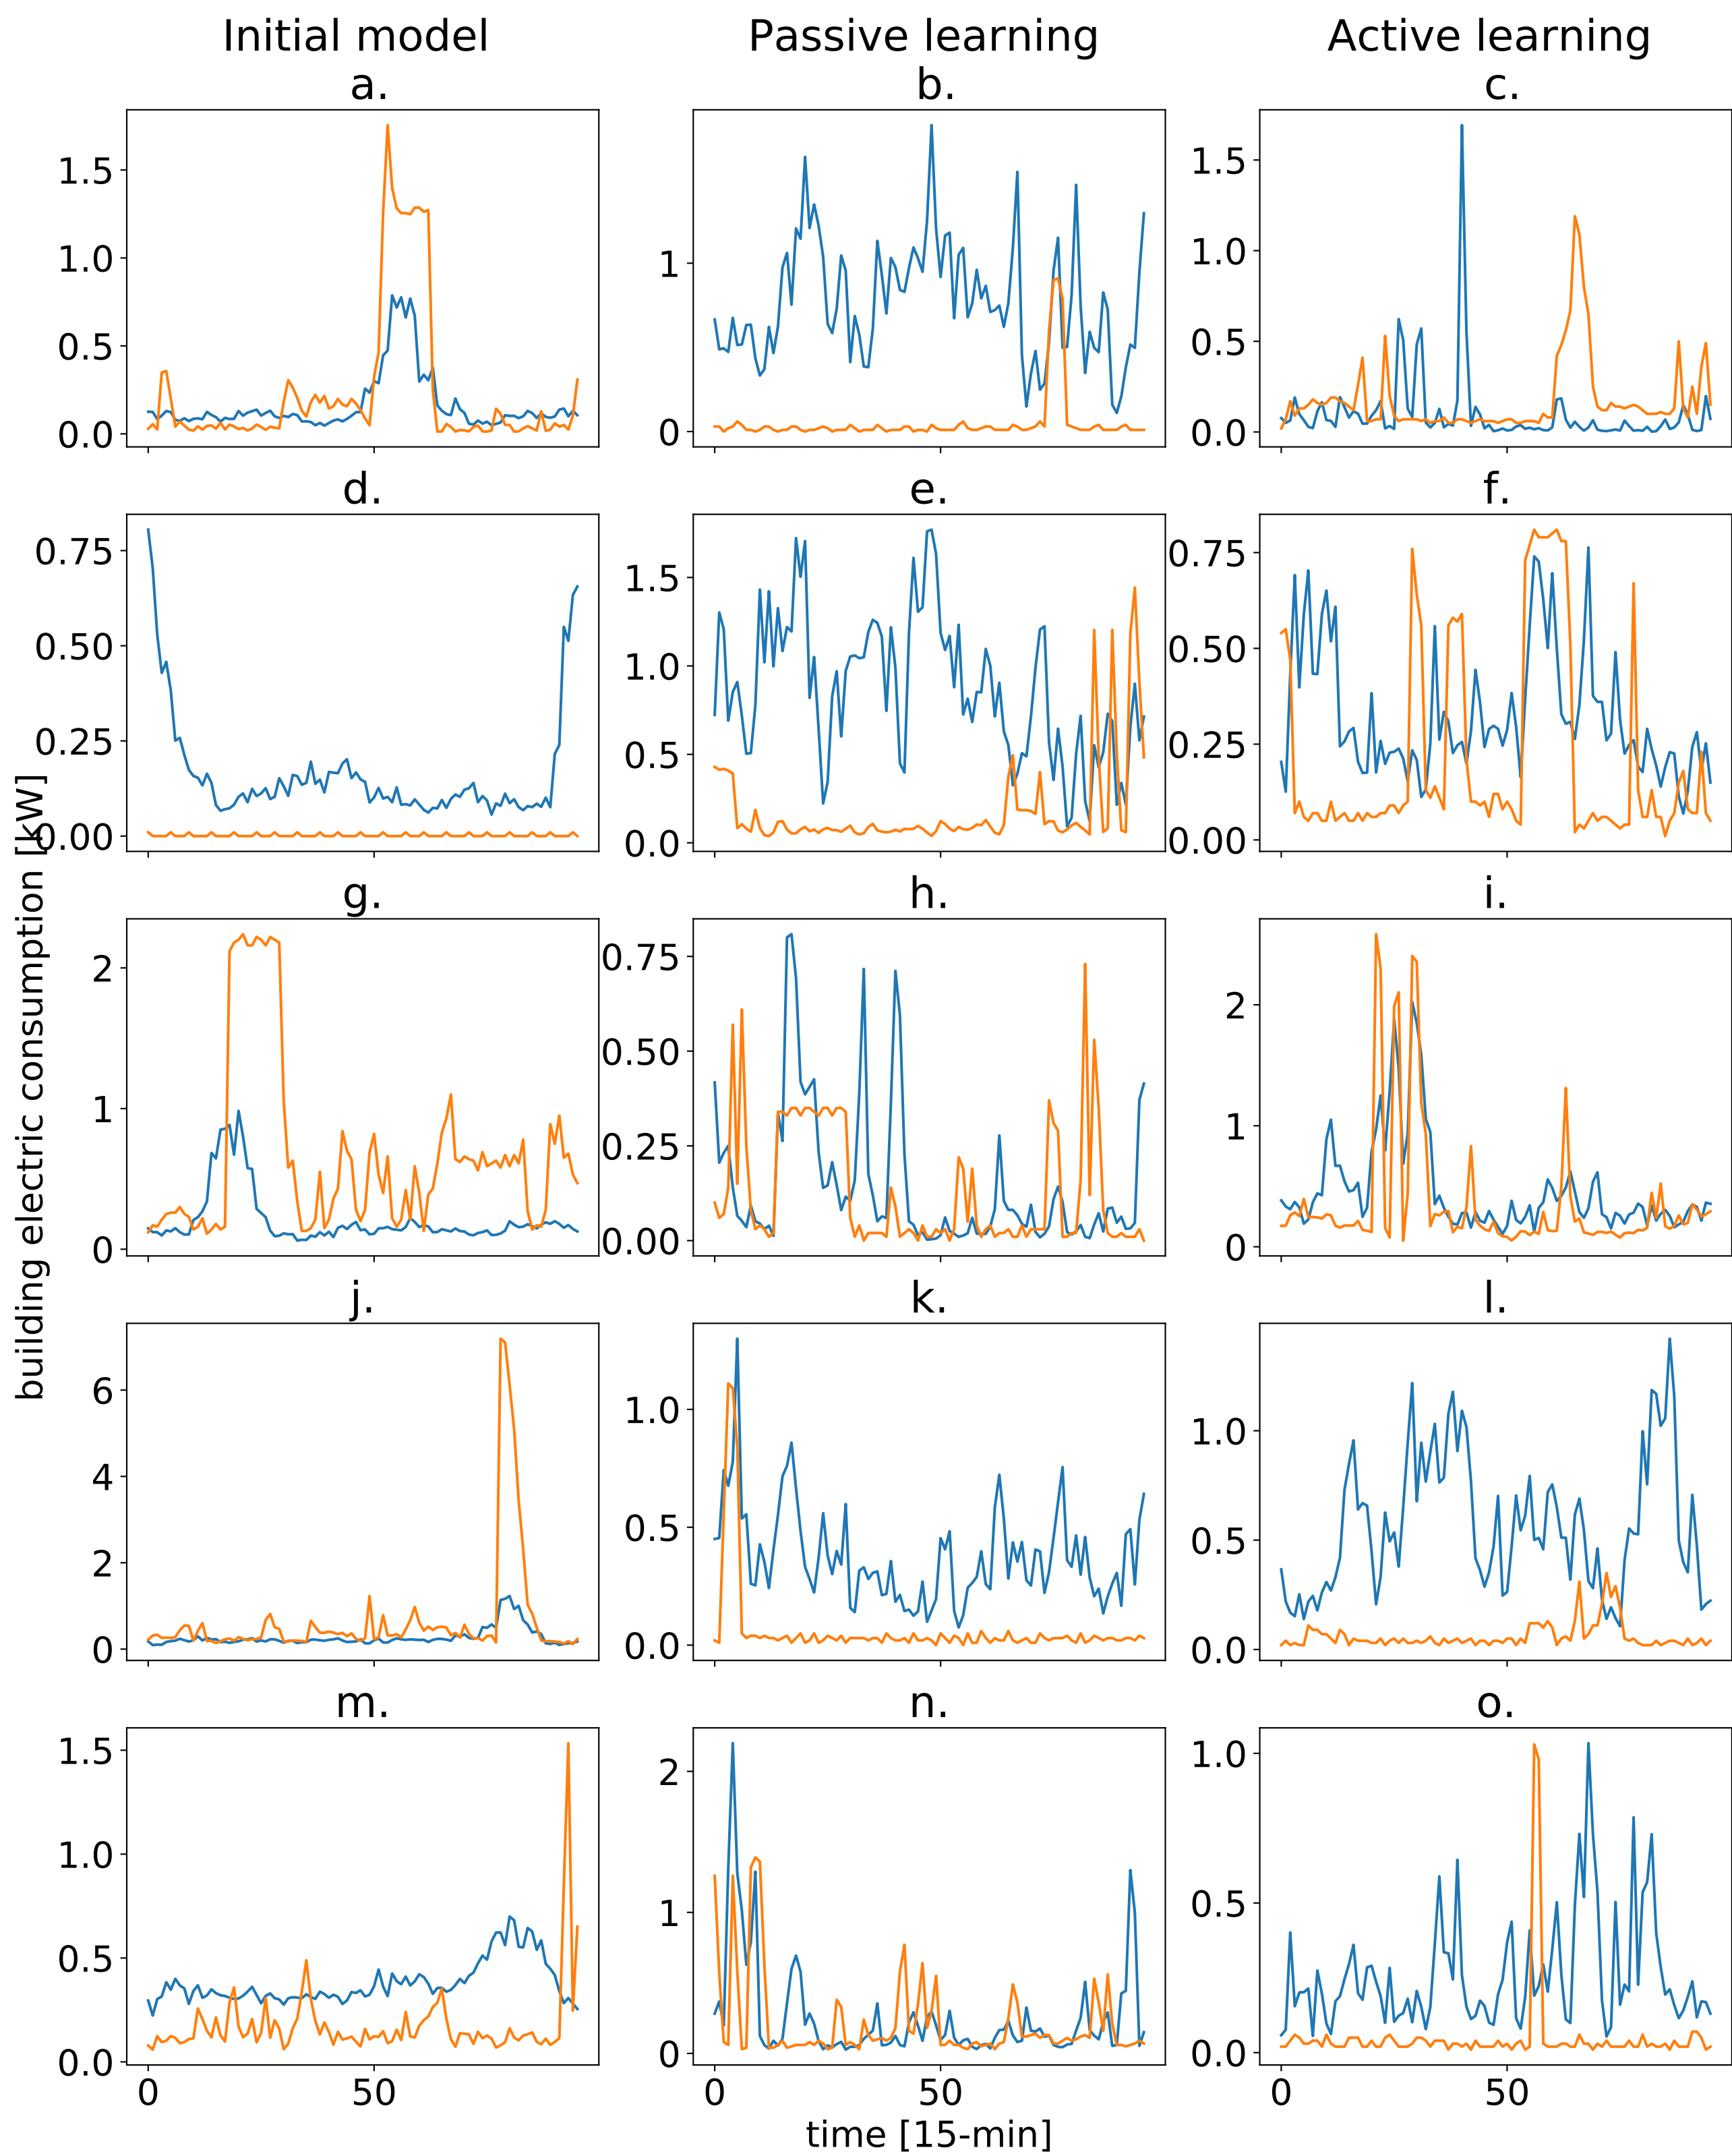 Initial model
Passive learning
Active learning
a.
b.
c.
1.5
1.0
0.5
0.0
1
0
1.5
1.0
0.5
0.0
d.
e.
f.
0.75
0.50
0.25
0.00
1.5
1.0
0.5
0.0
0.75
0.50
0.25
0.00
g.
h.
i.
2
1
0
0.75
0.50
0.25
0.00
2
1
0
building electric consumption [kW]
j.
k.
l.
6
4
2
0
1.0
0.5
0.0
1.0
0.5
0.0
m.
n.
o.
1.5
1.0
0.5
0.0
2
1
0
1.0
0.5
0.0
0
50
0
50
0
50
time [15-min]